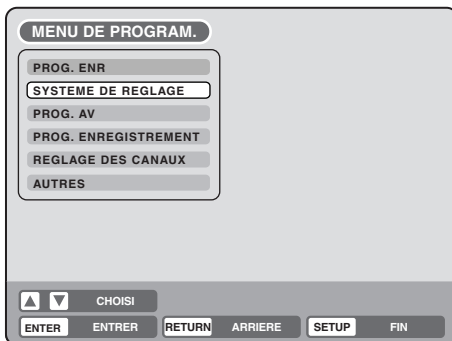 MENU DE PROGRAM.
PROG. ENR
SYSTEME DE REGLAGE
PROG. AV
PROG. ENREGISTREMENT
REGLAGE DES CANAUX
AUTRES
CHOISI
ENTER ENTRER RETURN ARRIERE SETUP FIN